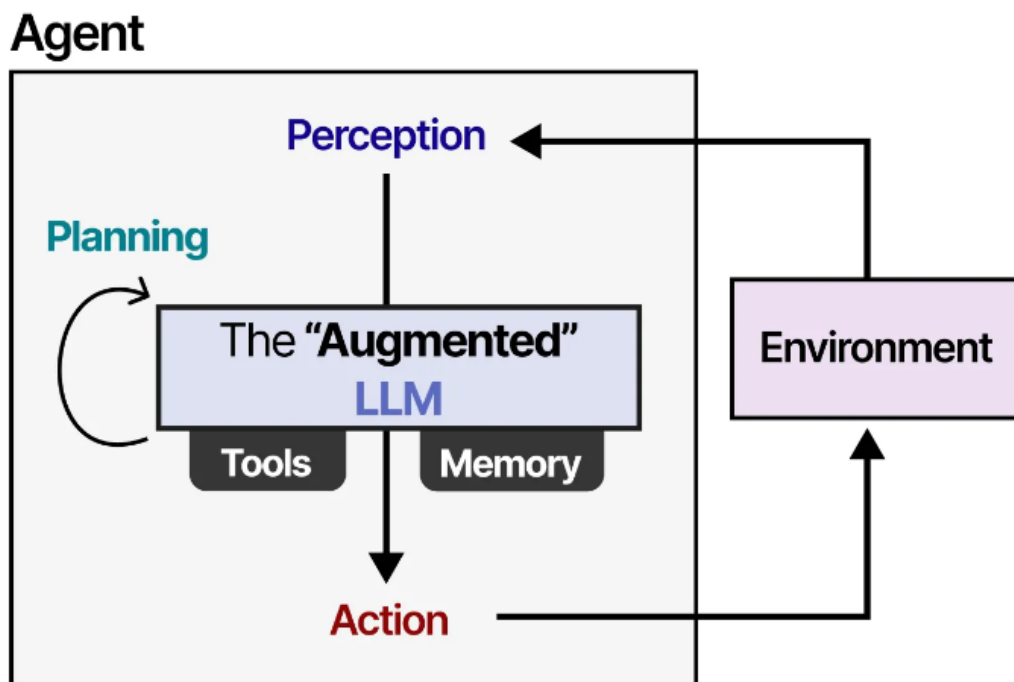 Agent
Perception
Planning
The “Augmented”
LLM
Environment
Tools
Memory
Action